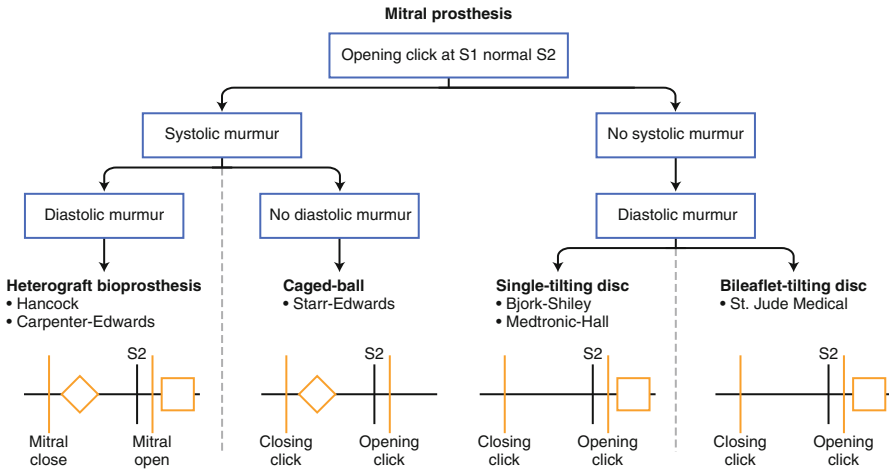 Mitral prosthesis
Opening click at S1 normal S2
Systolic murmur
No systolic murmur
Diastolic murmur
No diastolic murmur
Diastolic murmur
Heterograft bioprosthesis
• Hancock
• Carpenter-Edwards
Caged-ball
• Starr-Edwards
Single-tilting disc
• Bjork-Shiley
• Medtronic-Hall
Bileaflet-tilting disc
• St. Jude Medical
S2
Mitral
close
Mitral
open
S2
Closing
click
Opening
click
S2
Closing
click
Opening
click
S2
Closing
click
Opening
click